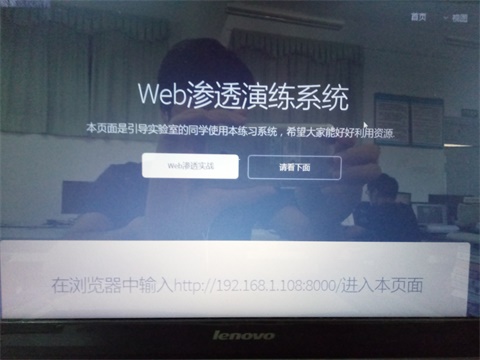 首页
Web渗透演练系统
本页面是引导实验室的同学使用本练习系统，希望大家能好好利用资源.
Web渗透实战
请看下面
在浏览器中输入http://192.168.1.108:8000/进入本页面
lenovo